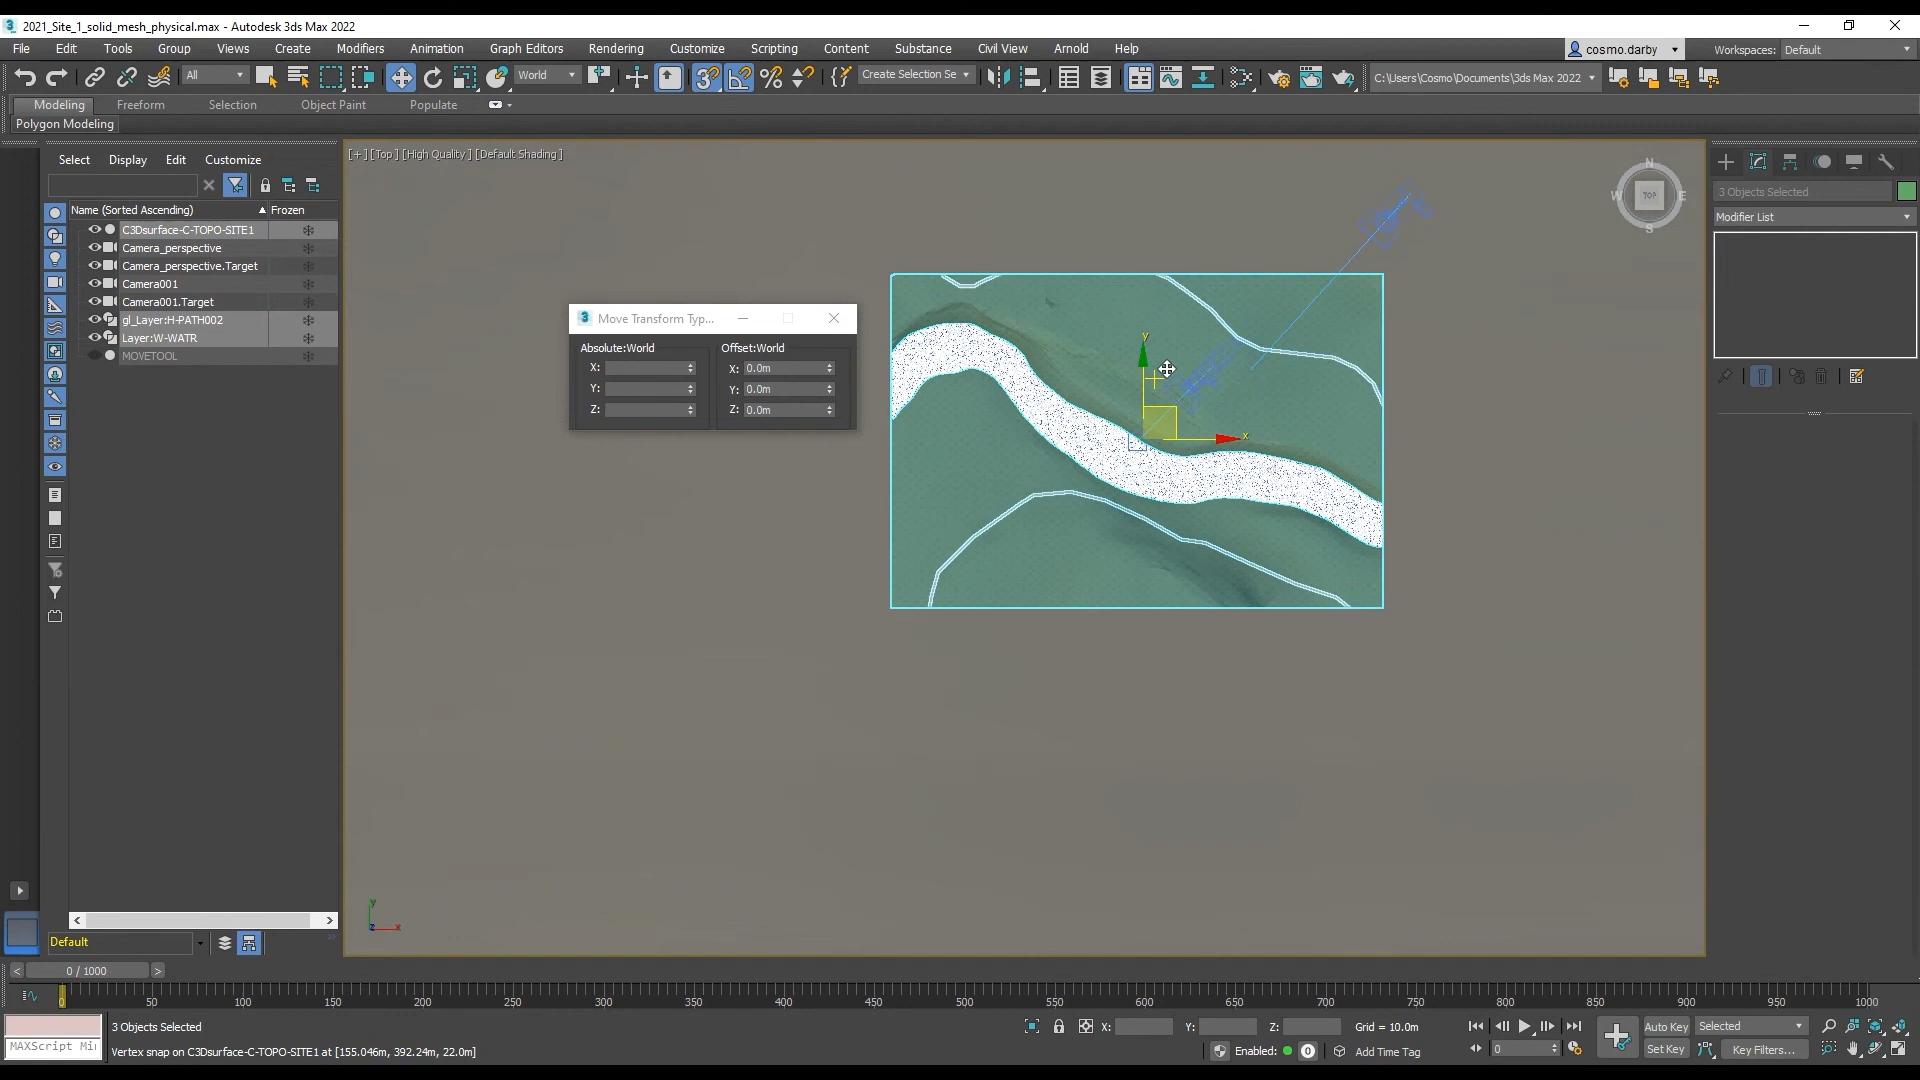 2021_Site_1_solid_mesh_physical.max - Autodesk 3ds Max 2022
File Edit Tools Group Views Create Modifiers Animation Graph Editors Rendering Customize Scripting Content Substance Civil View Arnold Help
cosmo.darby Workspaces: Default
All World Create Selection Se C:\Users\Cosmo\Documents\3ds Max 2022
Modeling Freeform Selection Object Paint Populate
Polygon Modeling
Select Display Edit Customize
[+] [Top] [High Quality] [Default Shading]
N
W TOP E
S
3 Objects Selected
Modifier List
Name (Sorted Ascending) Frozen
C3Dsurface-C-TOPO-SITE1
Camera_perspective
Camera_perspective.Target
Camera001
Camera001.Target
gl_Layer:H-PATH002
Layer:W-WATR
MOVETOOL
Move Transform Typ...
Absolute:World Offset:World
X: X: 0.0m
Y: Y: 0.0m
Z: Z: 0.0m
y
x
y
z x
Default
0 / 1000
0 50 100 150 200 250 300 350 400 450 500 550 600 650 700 750 800 850 900 950 1000
3 Objects Selected X: Y: Z: Grid = 10.0m Auto Key Selected
MAXScript Mi
Vertex snap on C3Dsurface-C-TOPO-SITE1 at [155.046m, 392.24m, 22.0m] Enabled: 0 Add Time Tag 0 Set Key Key Filters...